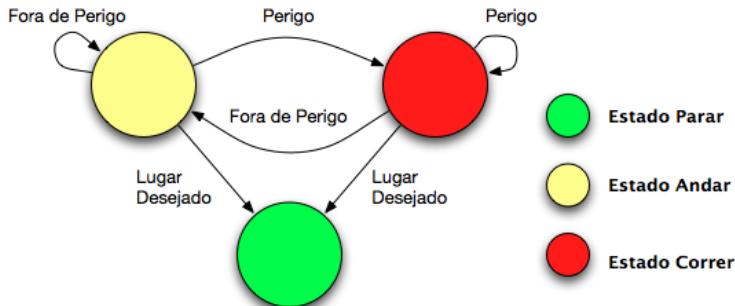 Fora de Perigo
Perigo
Perigo
Fora de Perigo
Lugar
Desejado
Lugar
Desejado
Estado Parar
Estado Andar
Estado Correr